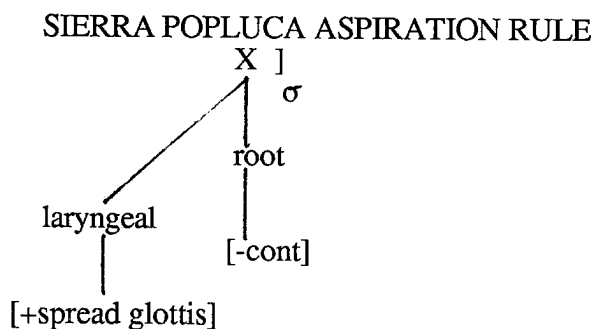 SIERRA POPLUCA ASPIRATION RULE
X ]
σ
root
laryngeal
[-cont]
[+spread glottis]